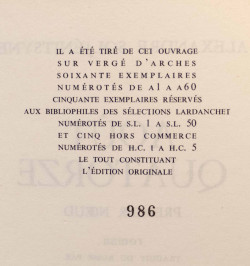 IL A ÉTÉ TIRÉ DE CET OUVRAGE
SUR VERGÉ D'ARCHES
SOIXANTE EXEMPLAIRES
NUMÉROTÉS DE A1 A A60
CINQUANTE EXEMPLAIRES RÉSERVÉS
AUX BIBLIOPHILES DES SÉLECTIONS LARDANCHET
NUMÉROTÉS DE S.L. 1 A S.L. 50
ET CINQ HORS COMMERCE
NUMÉROTÉS DE H.C. 1 A H.C. 5
LE TOUT CONSTITUANT
L'ÉDITION ORIGINALE
986